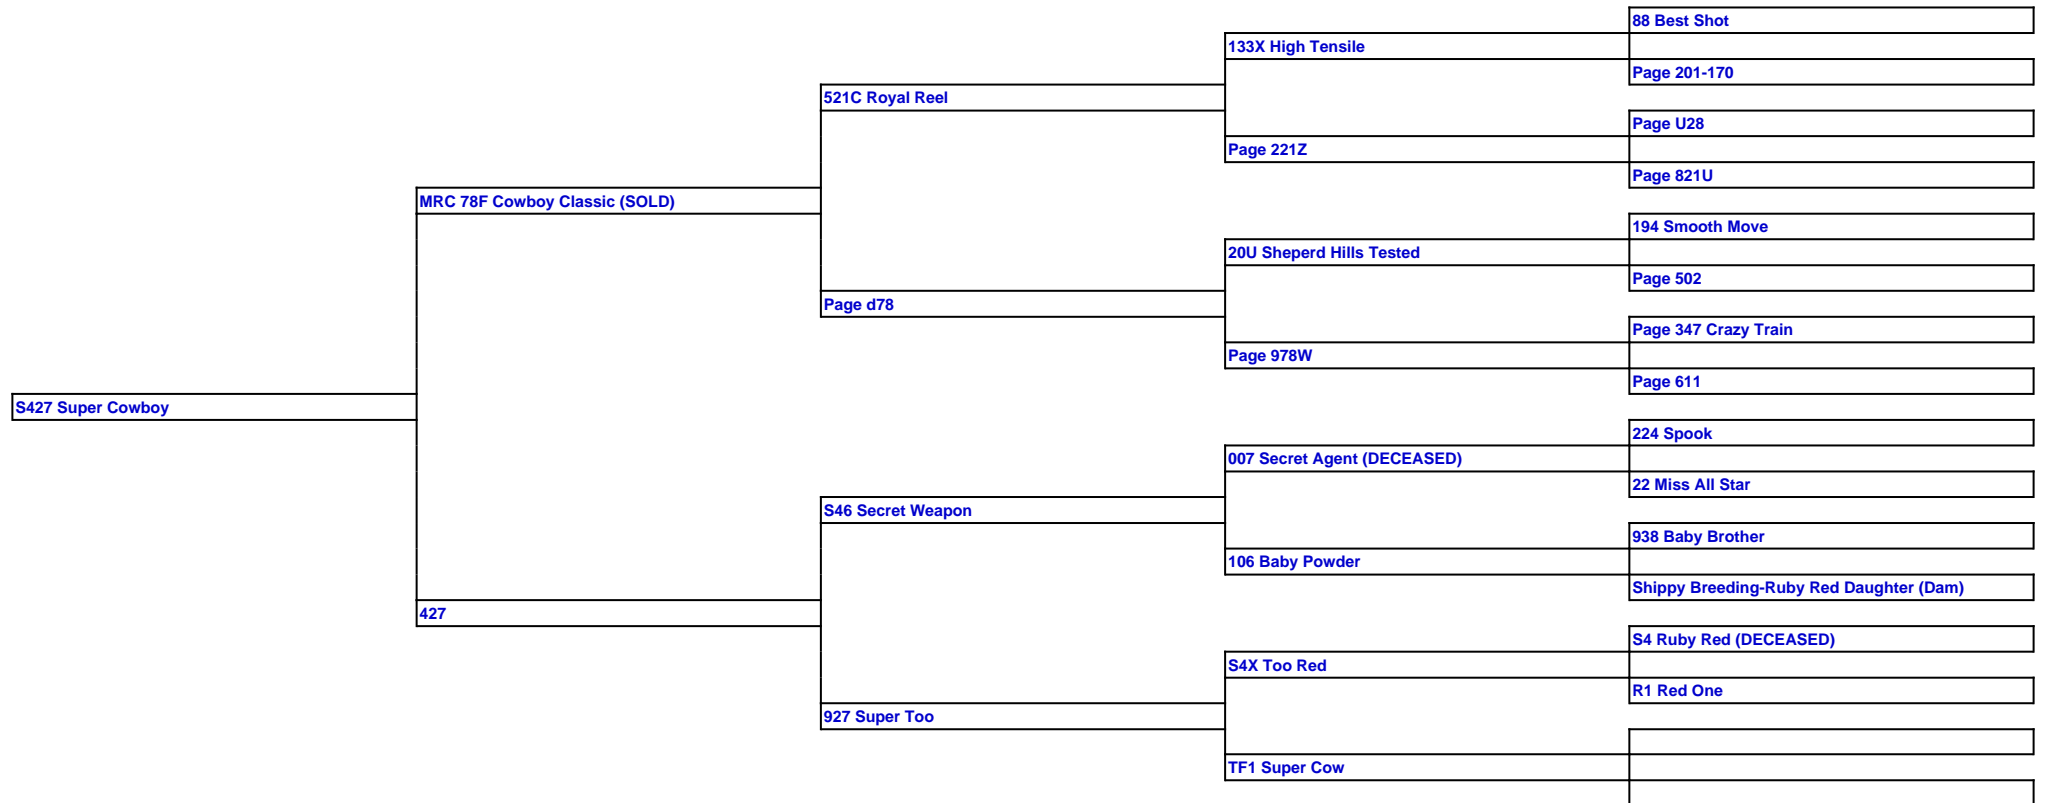 88 Best Shot
133X High Tensile
Page 201-170
521C Royal Reel
Page U28
Page 221Z
Page 821U
MRC 78F Cowboy Classic (SOLD)
194 Smooth Move
20U Sheperd Hills Tested
Page 502
Page d78
Page 347 Crazy Train
Page 978W
Page 611
S427 Super Cowboy
224 Spook
007 Secret Agent (DECEASED)
22 Miss All Star
S46 Secret Weapon
938 Baby Brother
106 Baby Powder
Shippy Breeding-Ruby Red Daughter (Dam)
427
S4 Ruby Red (DECEASED)
S4X Too Red
R1 Red One
927 Super Too
TF1 Super Cow